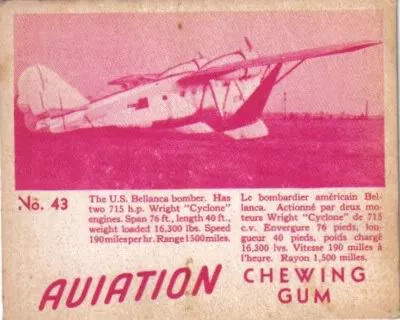 No. 43
The U.S. Bellanca bomber. Has
two 715 h.p. Wright "Cyclone"
engines. Span 76 ft., length 40 ft.,
weight loaded 16,300 lbs. Speed
190 miles per hr. Range 1500 miles.
Le bombardier américain Bel-
lanca. Actionné par deux mo-
teurs Wright "Cyclone" de 715
c.v. Envergure 76 pieds, lon-
gueur 40 pieds, poids chargé
16,300 lvs. Vitesse 190 milles à
l'heure. Rayon 1,500 milles.
AVIATION CHEWING
GUM